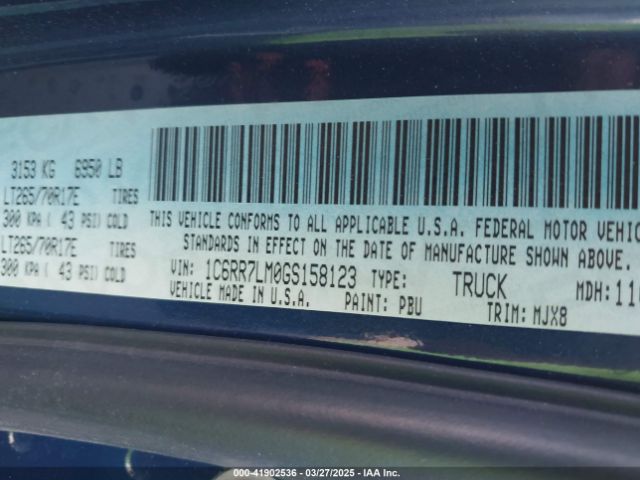 3153 KG 6950 LB
LT265/70R17E TIRES
300 KPA ( 43 PSI) COLD
LT265/70R17E TIRES
300 KPA ( 43 PSI) COLD
THIS VEHICLE CONFORMS TO ALL APPLICABLE U.S.A. FEDERAL MOTOR VEHIC
STANDARDS IN EFFECT ON THE DATE OF MANUFACTURE SHOWN ABOVE.
VIN: 1C6RR7LM0GS158123 TYPE: TRUCK MDH: 110
VEHICLE MADE IN U.S.A. PAINT: PBU TRIM: MJX8
000-41902536 - 03/27/2025 - IAA Inc.